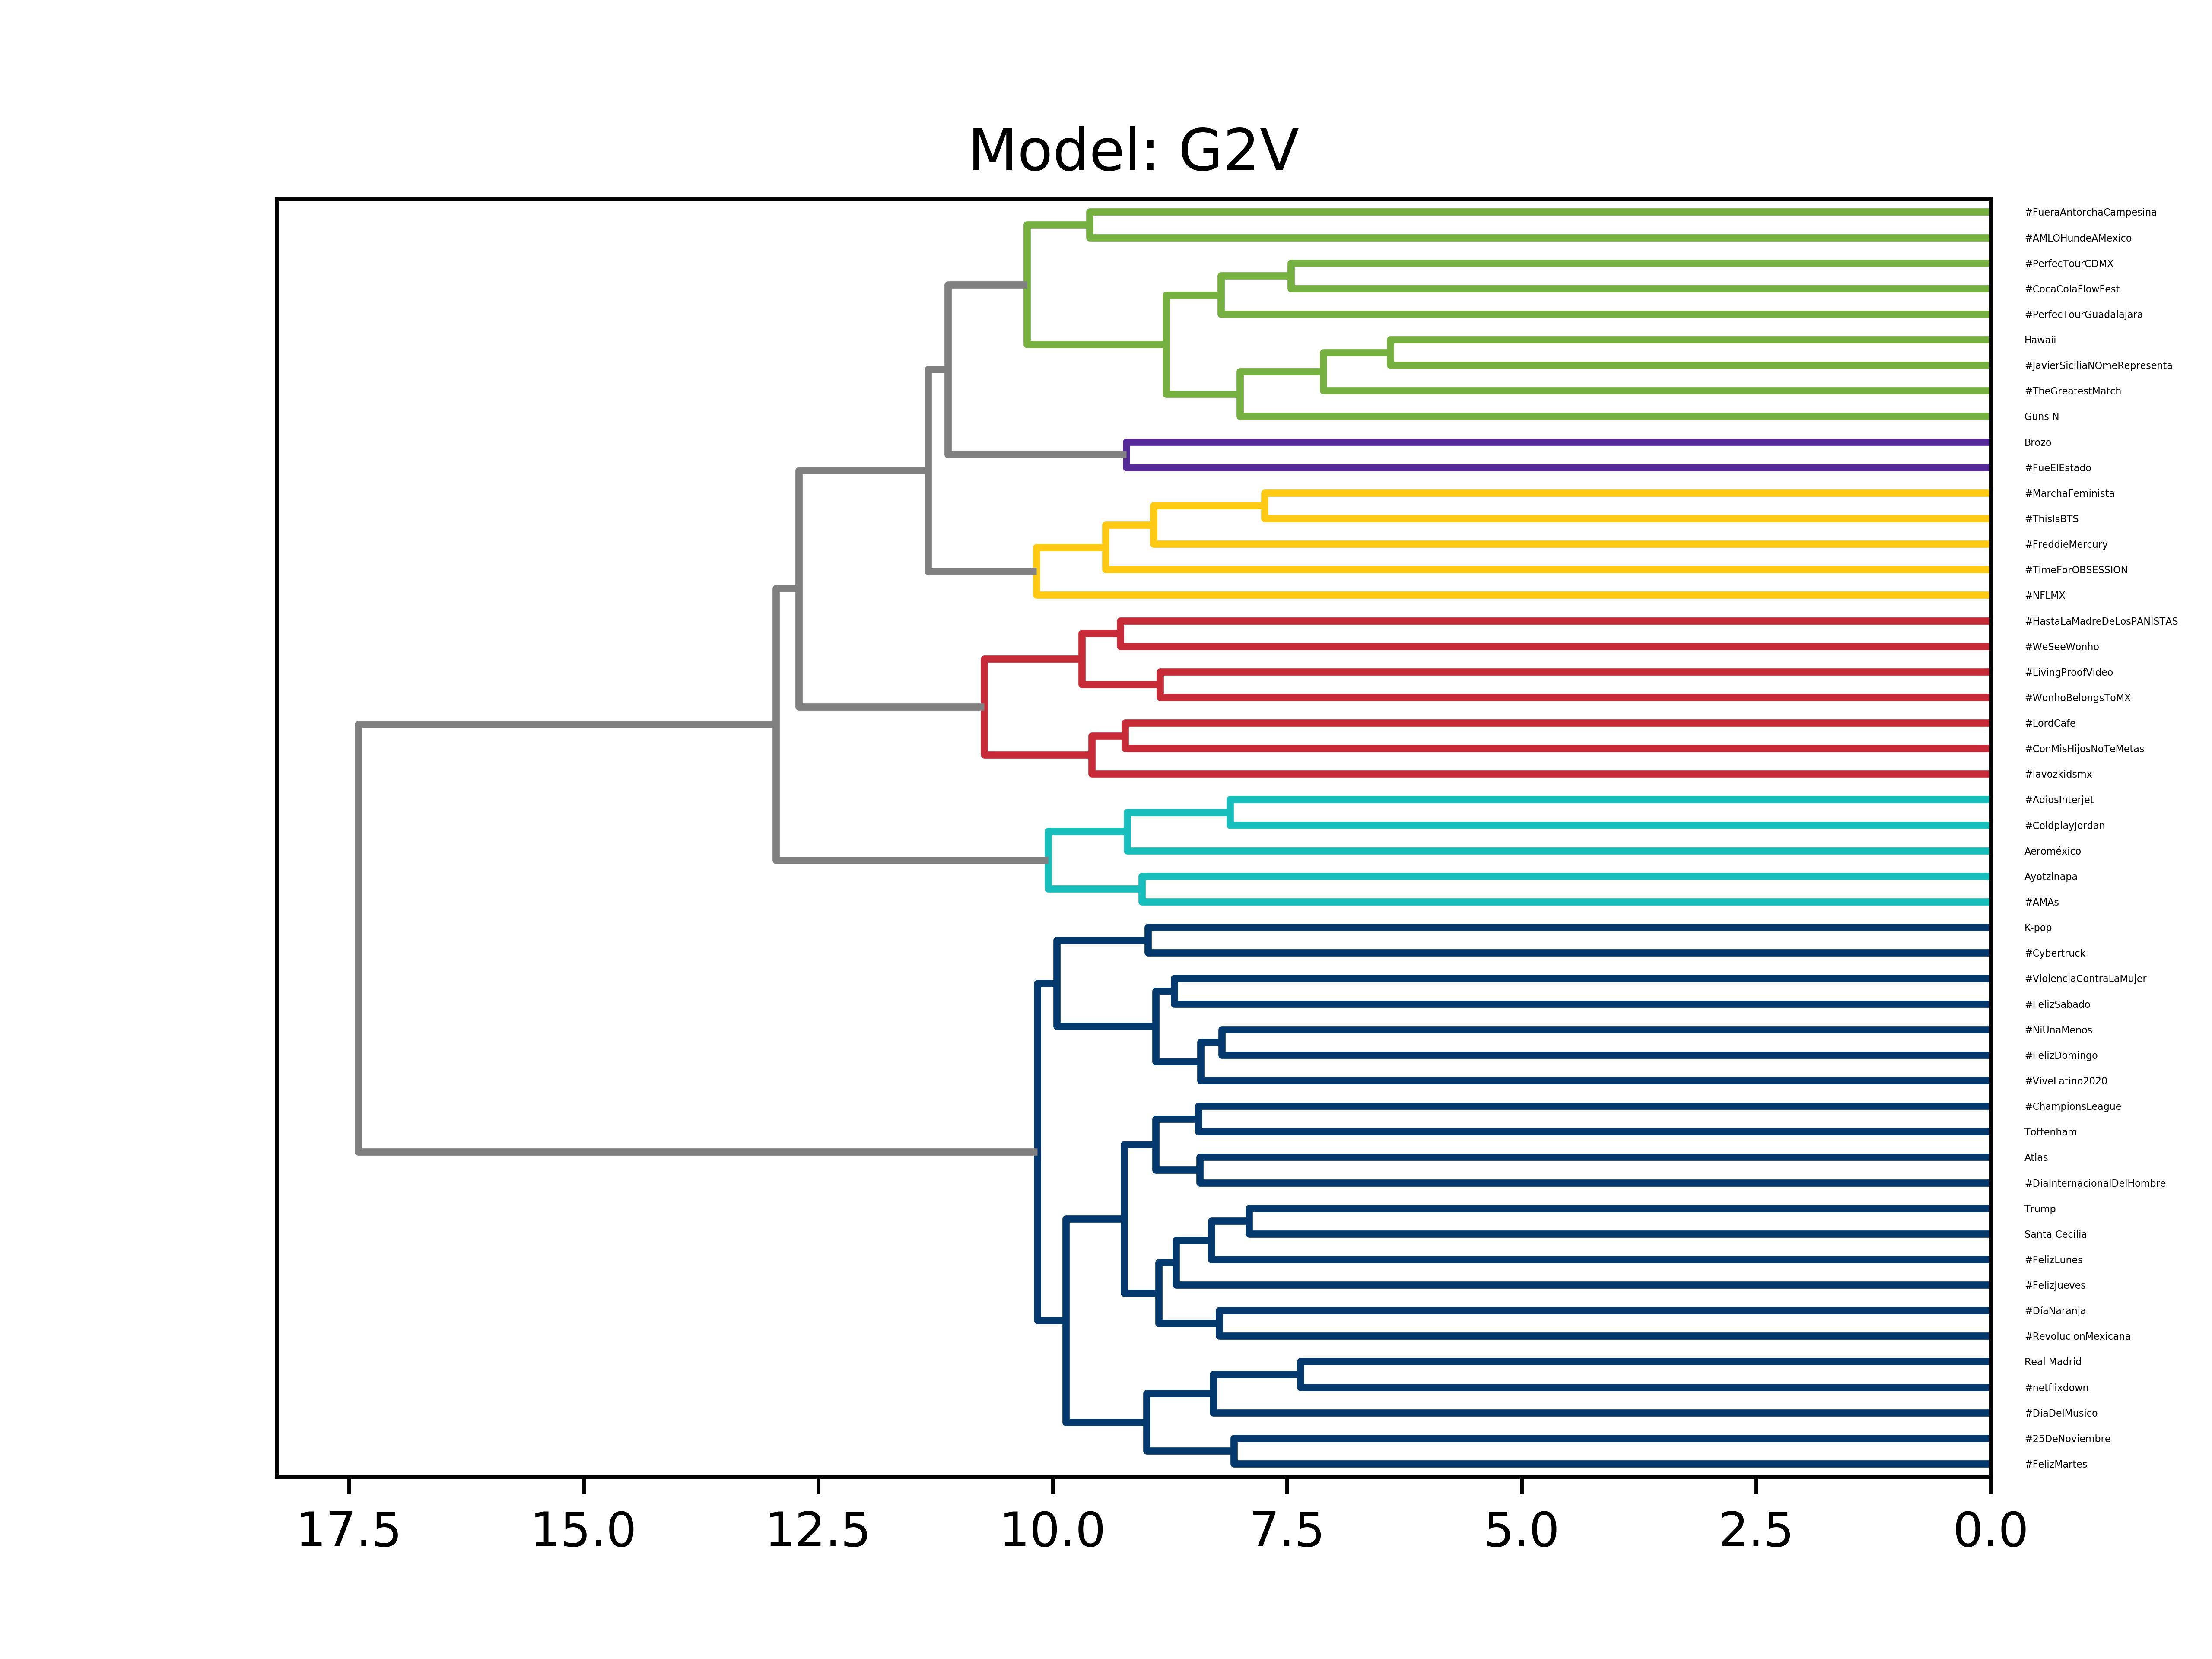 Model: G2V
#FueraAntorchaCampesina
#AMLOHundeAMexico
#PerfecTourCDMX
#CocaColaFlowFest
#PerfecTourGuadalajara
Hawaii
#JavierSiciliaNOmeRepresenta
#TheGreatestMatch
Guns N
Brozo
#FueElEstado
#MarchaFeminista
#ThisIsBTS
#FreddieMercury
#TimeForOBSESSION
#NFLMX
#HastaLaMadreDeLosPANISTAS
#WeSeeWonho
#LivingProofVideo
#WonhoBelongsToMX
#LordCafe
#ConMisHijosNoTeMetas
#lavozkidsmx
#AdiosInterjet
#ColdplayJordan
Aeroméxico
Ayotzinapa
#AMAs
K-pop
#Cybertruck
#ViolenciaContraLaMujer
#FelizSabado
#NiUnaMenos
#FelizDomingo
#ViveLatino2020
#ChampionsLeague
Tottenham
Atlas
#DiaInternacionalDelHombre
Trump
Santa Cecilia
#FelizLunes
#FelizJueves
#DíaNaranja
#RevolucionMexicana
Real Madrid
#netflixdown
#DiaDelMusico
#25DeNoviembre
#FelizMartes
17.5 15.0 12.5 10.0 7.5 5.0 2.5 0.0